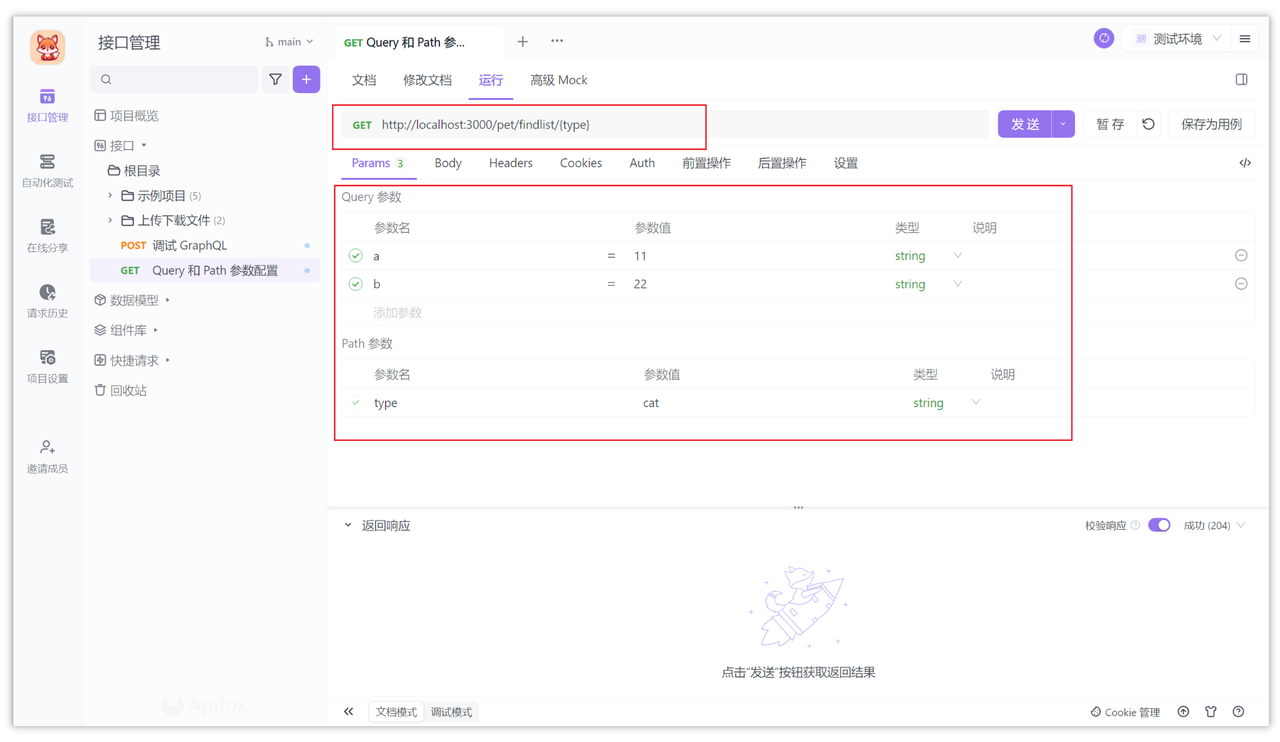 接口管理
main
GET Query 和 Path 参...
测 测试环境
文档 修改文档 运行 高级 Mock
接口管理
自动化测试
在线分享
请求历史
项目设置
邀请成员
项目概览
接口
根目录
示例项目 (5)
上传下载文件 (2)
POST 调试 GraphQL
GET Query 和 Path 参数配置
数据模型
组件库
快捷请求
回收站
Apifox
GET http://localhost:3000/pet/findlist/{type}
发送 暂存 保存为用例
Params 3 Body Headers Cookies Auth 前置操作 后置操作 设置
Query 参数
参数名 参数值 类型 说明
a = 11 string
b = 22 string
添加参数
Path 参数
参数名 参数值 类型 说明
type cat string
返回响应
校验响应 成功 (204)
点击“发送”按钮获取返回结果
文档模式 调试模式
Cookie 管理